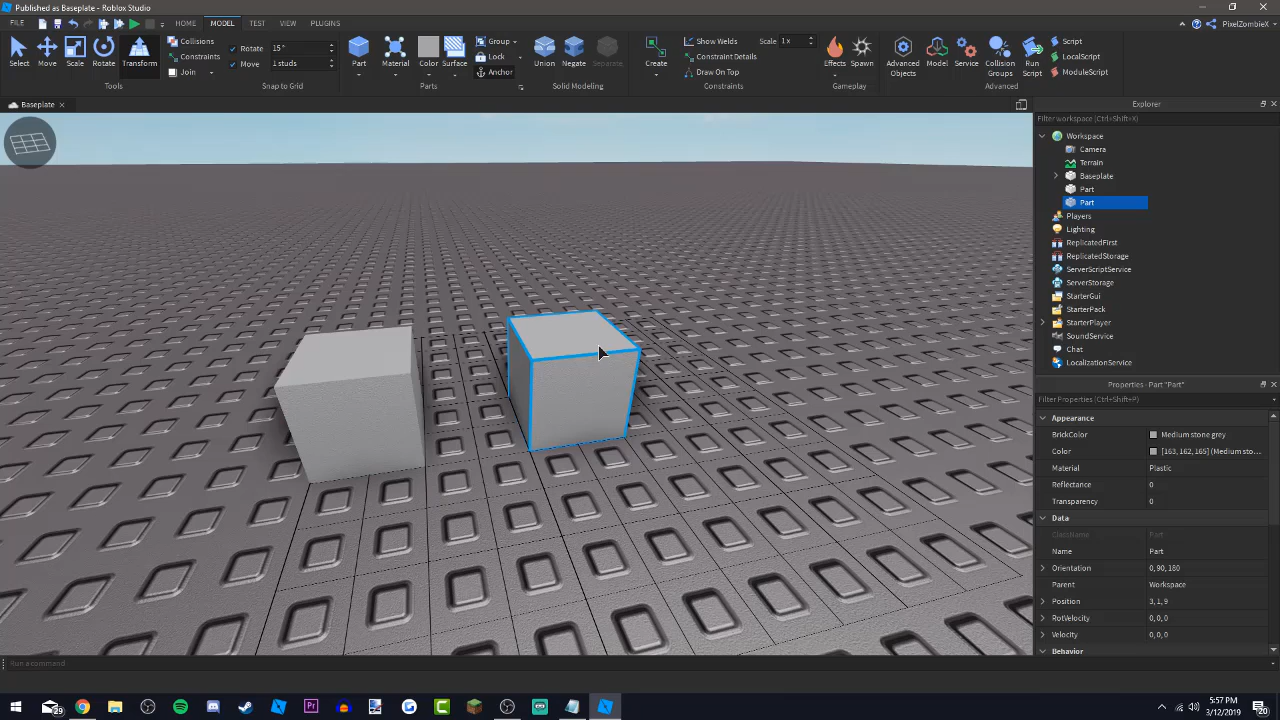 Published as Baseplate - Roblox Studio
FILE HOME MODEL TEST VIEW PLUGINS PixelZombieX
Select Move Scale Rotate Transform
Collisions
Constraints
Join
Tools
Rotate 15°
Move 1 studs
Snap to Grid
Part Material Color Surface
Group
Lock
Anchor
Parts
Union Negate Separate
Solid Modeling
Create
Show Welds Scale 1x
Constraint Details
Draw On Top
Constraints
Effects Spawn
Gameplay
Advanced Objects Model Service Collision Groups Run Script
Script
LocalScript
ModuleScript
Advanced
Baseplate
Explorer
Filter workspace (Ctrl+Shift+X)
Workspace
Camera
Terrain
Baseplate
Part
Part
Players
Lighting
ReplicatedFirst
ReplicatedStorage
ServerScriptService
ServerStorage
StarterGui
StarterPack
StarterPlayer
SoundService
Chat
LocalizationService
Properties - Part "Part"
Filter Properties (Ctrl+Shift+P)
Appearance
BrickColor Medium stone grey
Color [163, 162, 165] (Medium sto...
Material Plastic
Reflectance 0
Transparency 0
Data
ClassName Part
Name Part
Orientation 0, 90, 180
Parent Workspace
Position 3, 1, 9
RotVelocity 0, 0, 0
Velocity 0, 0, 0
Behavior
Run a command
29
Pr
5:57 PM
3/12/2019
20